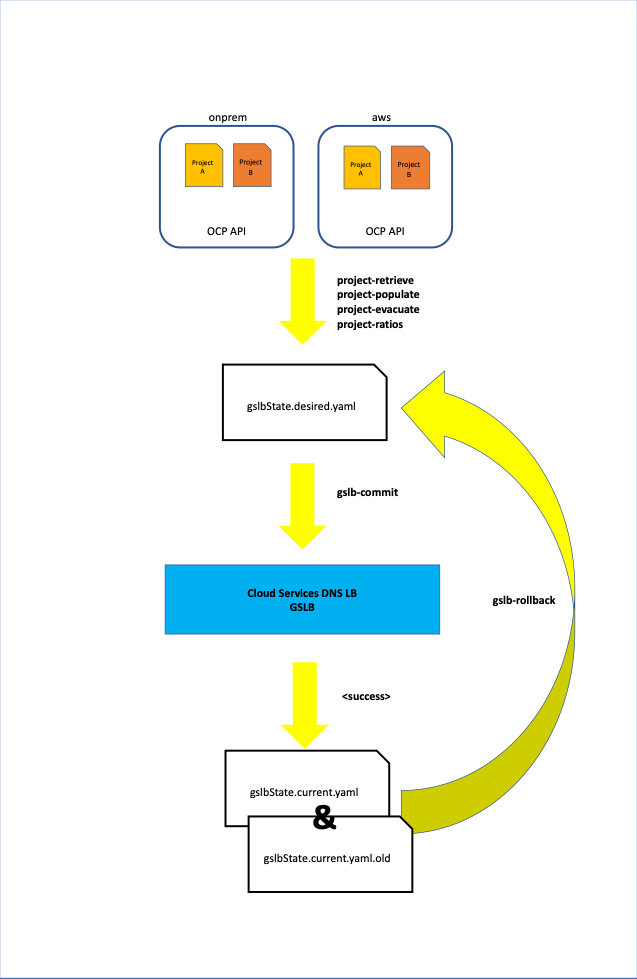 onprem
aws
Project
A
Project
B
Project
A
Project
B
OCP API
OCP API
project-retrieve
project-populate
project-evacuate
project-ratios
gslbState.desired.yaml
gslb-commit
Cloud Services DNS LB
GSLB
gslb-rollback
<success>
gslbState.current.yaml
&
gslbState.current.yaml.old